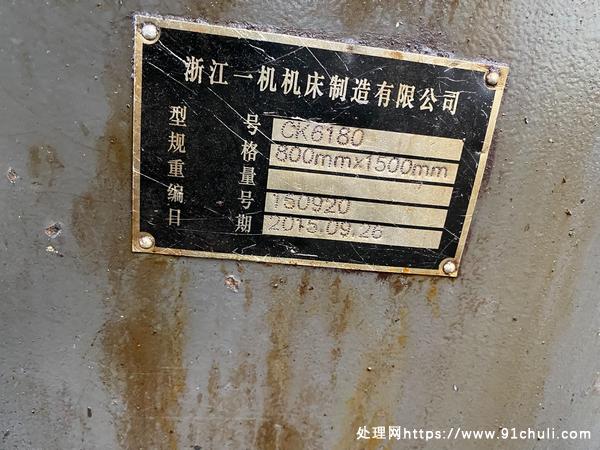 浙江一机机床制造有限公司
型号 CK6180
规格 800mmx1500mm
重量
编号 150920
日期 2015.09.26
处理网https://www.91chuli.com/